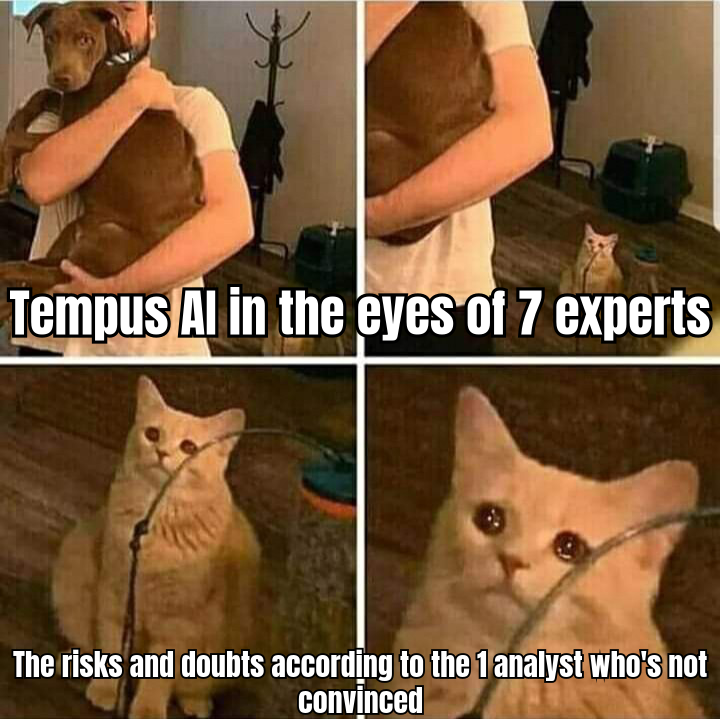 Tempus AI in the eyes of 7 experts
The risks and doubts according to the 1 analyst who's not
convinced